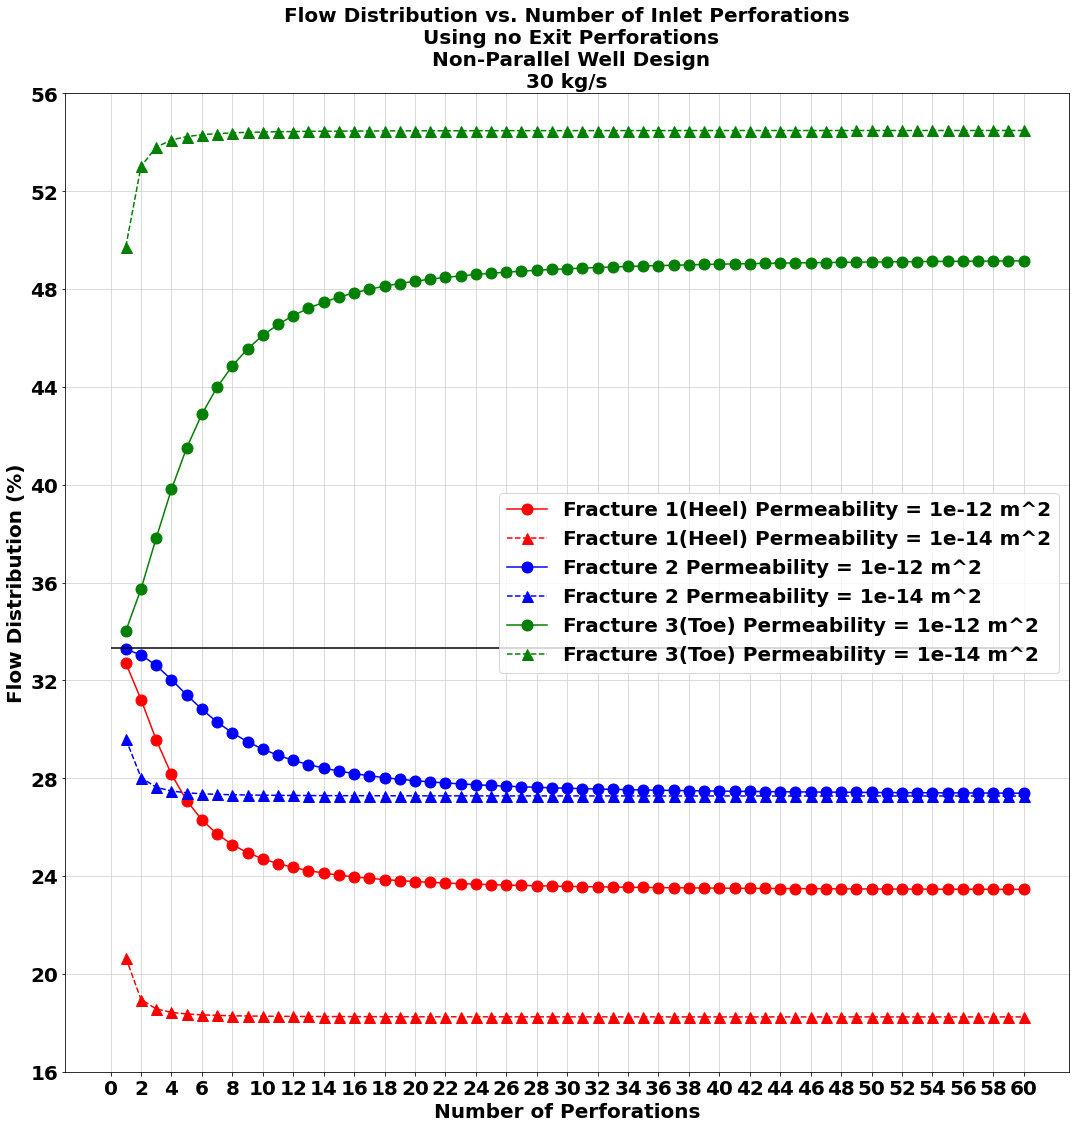 Flow Distribution vs. Number of Inlet Perforations
Using no Exit Perforations
Non-Parallel Well Design
30 kg/s
56
52
48
44
40
36
32
28
24
20
16
Flow Distribution (%)
Fracture 1(Heel) Permeability = 1e-12 m^2
Fracture 1(Heel) Permeability = 1e-14 m^2
Fracture 2 Permeability = 1e-12 m^2
Fracture 2 Permeability = 1e-14 m^2
Fracture 3(Toe) Permeability = 1e-12 m^2
Fracture 3(Toe) Permeability = 1e-14 m^2
0 2 4 6 8 10 12 14 16 18 20 22 24 26 28 30 32 34 36 38 40 42 44 46 48 50 52 54 56 58 60
Number of Perforations